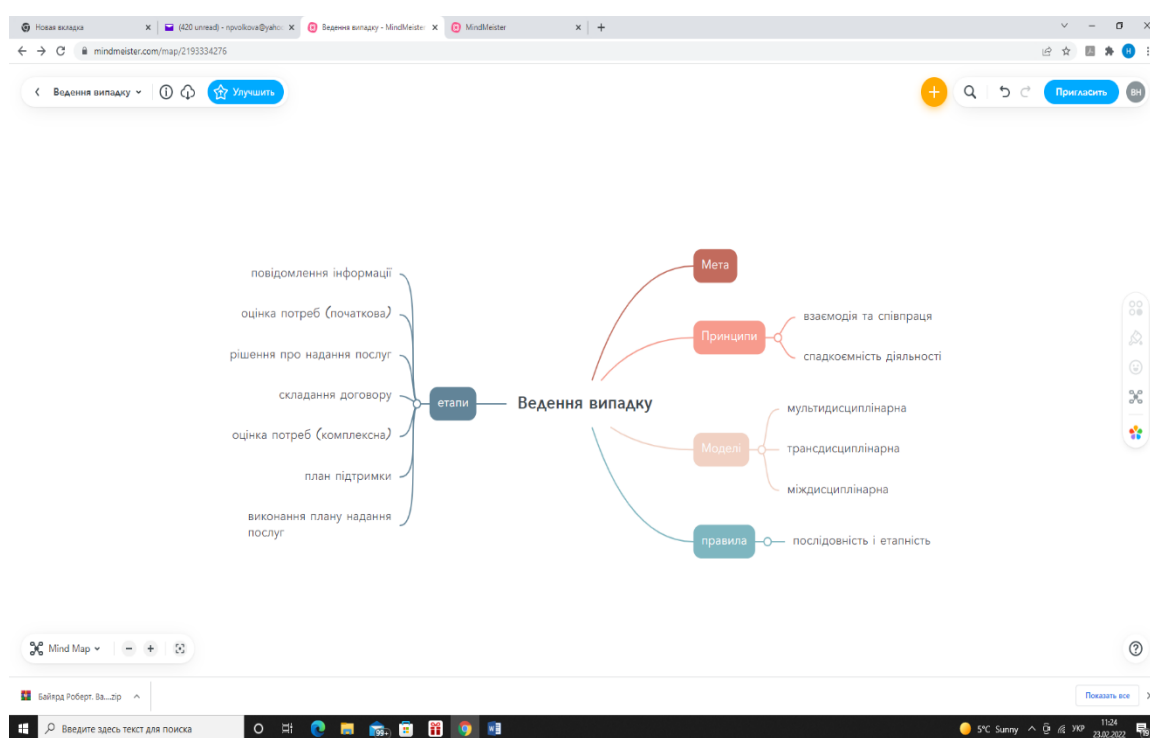 Новая вкладка
(420 unread) - npvolkova@yaho
Ведення випадку - MindMeister
MindMeister
mindmeister.com/map/2193334276
Ведення випадку
Улучшить
Пригласить
ВН
Мета
повідомлення інформації
взаємодія та співпраця
оцінка потреб (початкова)
Принципи
рішення про надання послуг
спадкоємність діяльності
складання договору
етапи
Ведення випадку
мультидисциплінарна
оцінка потреб (комплексна)
Моделі
трансдисциплінарна
план підтримки
міждисциплінарна
виконання плану надання
послуг
правила
послідовність і етапність
Mind Map
Байярд Роберт. Ва....zip
Показать все
Введите здесь текст для поиска
99+
5°C Sunny
УКР
11:24
23.02.2022